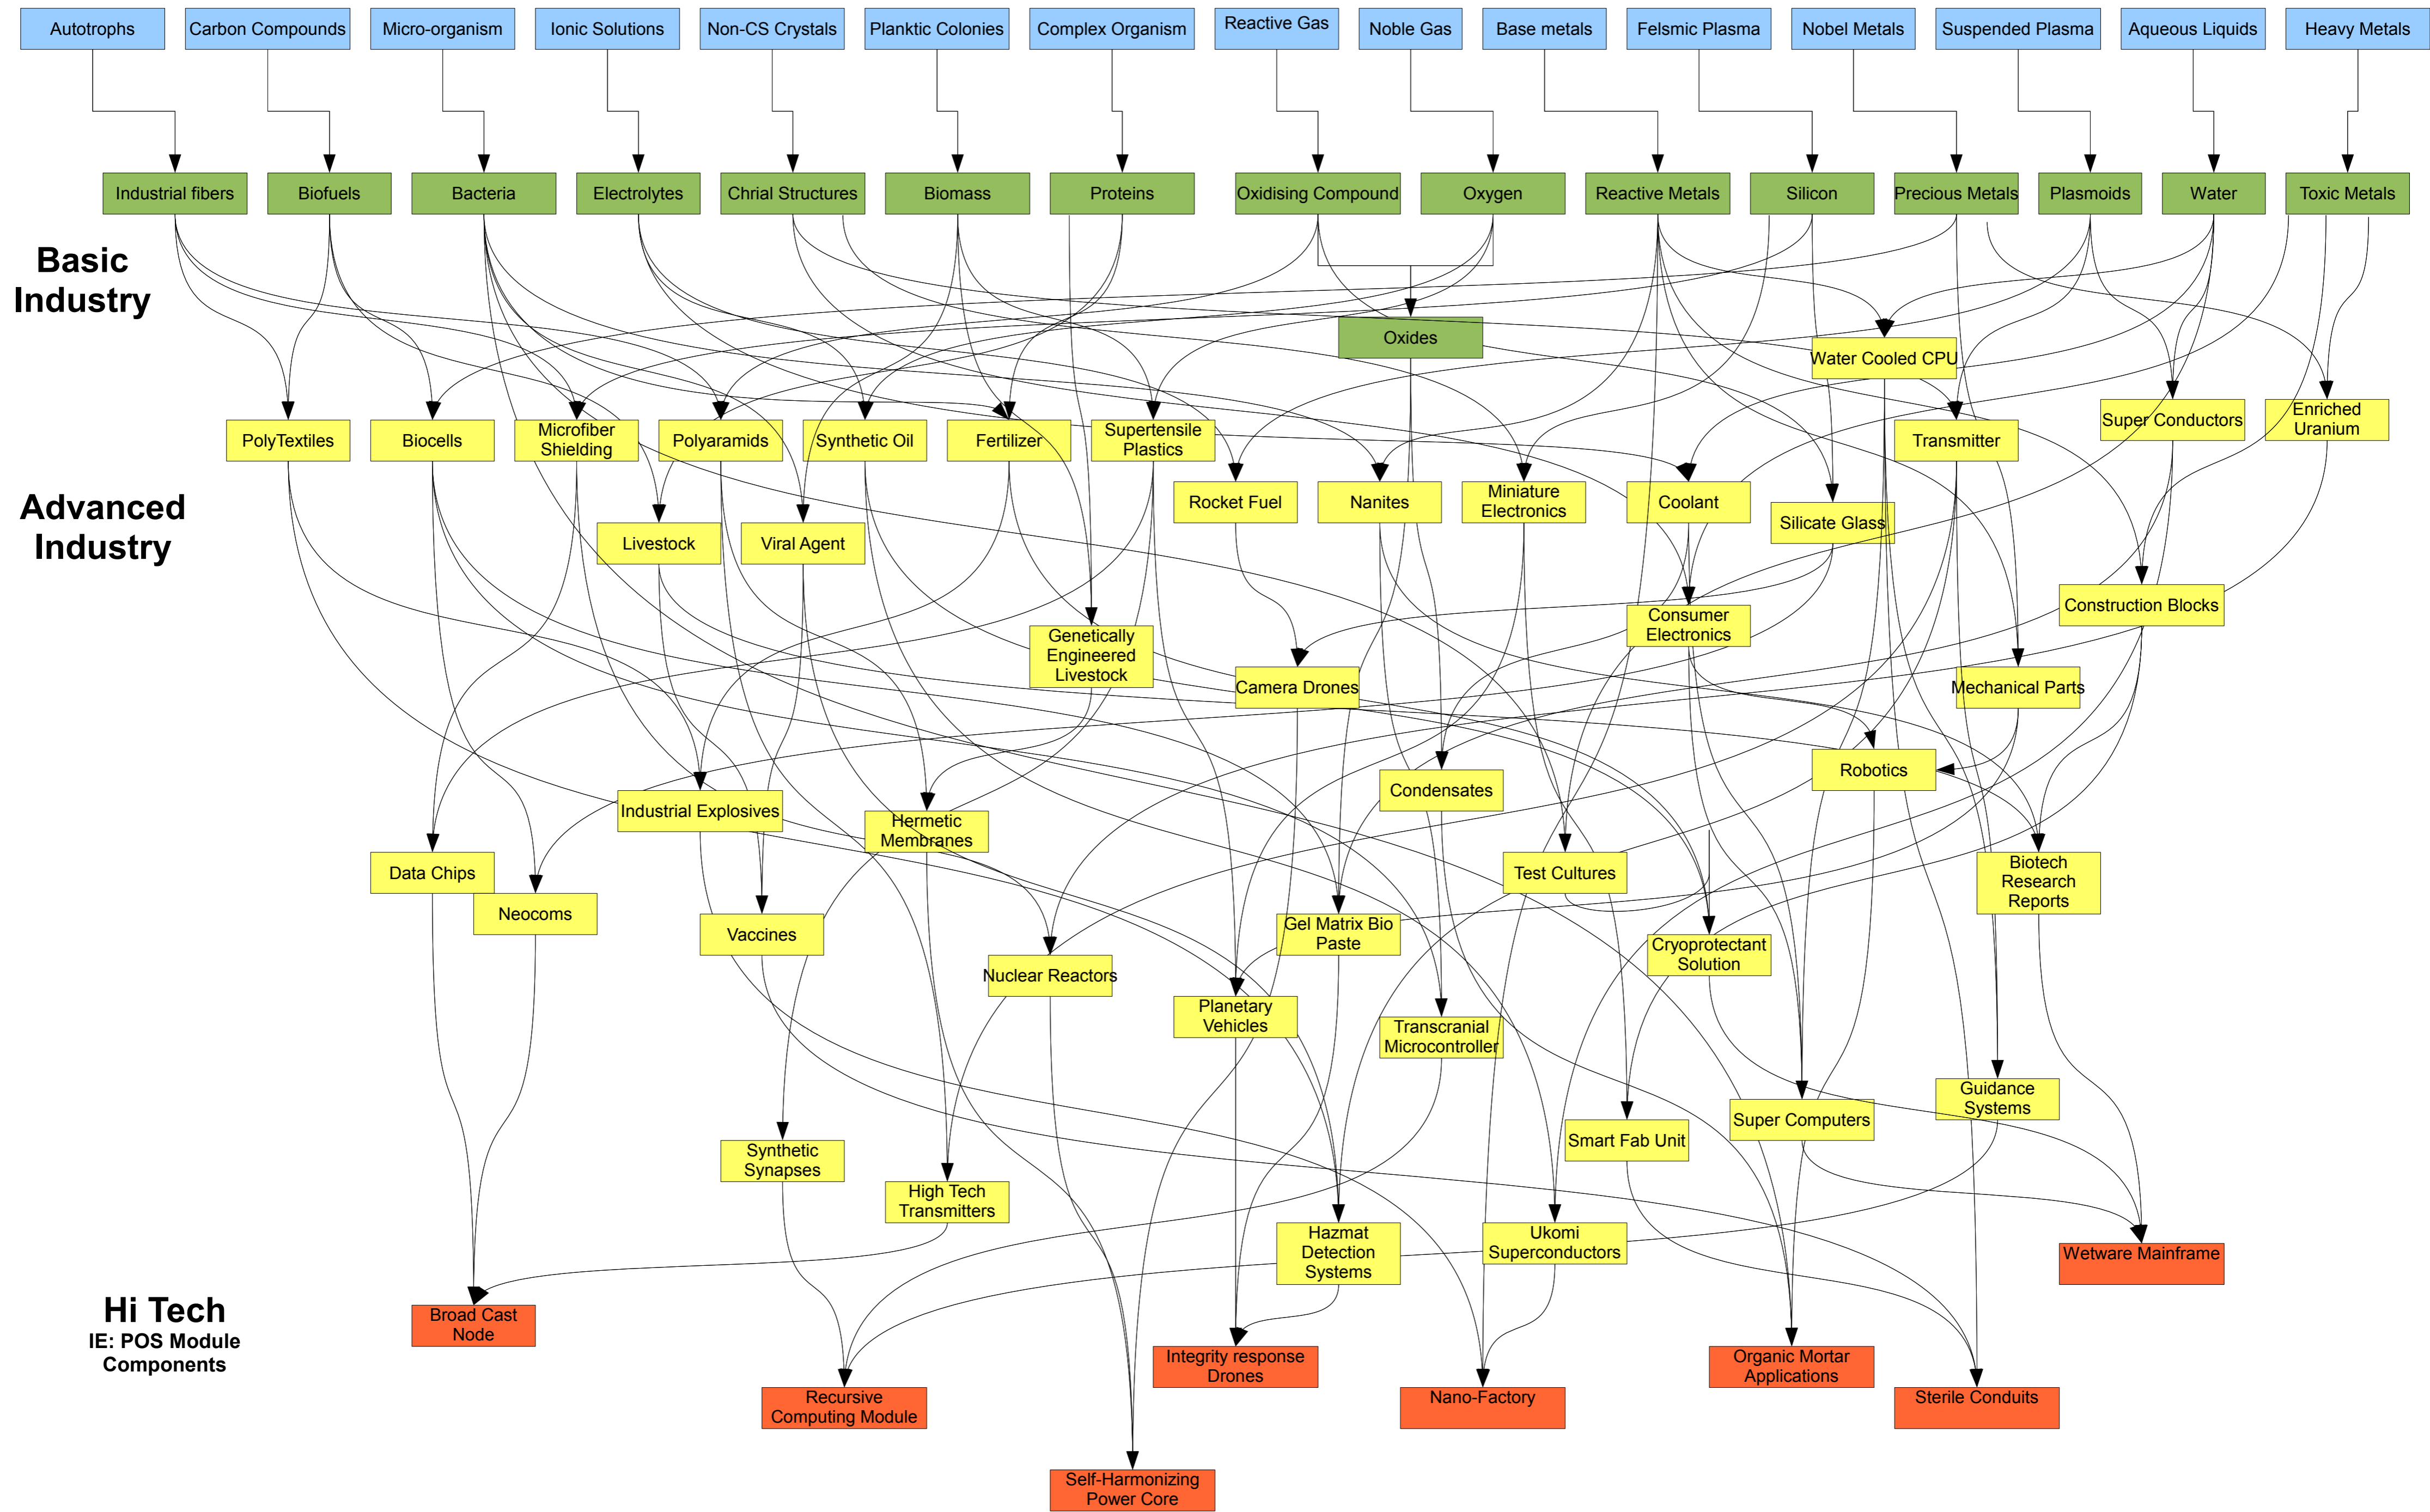 Autotrophs
Carbon Compounds
Micro-organism
Ionic Solutions
Non-CS Crystals
Planktic Colonies
Complex Organism
Reactive Gas
Noble Gas
Base metals
Felsmic Plasma
Nobel Metals
Suspended Plasma
Aqueous Liquids
Heavy Metals
Industrial fibers
Biofuels
Bacteria
Electrolytes
Chrial Structures
Biomass
Proteins
Oxidising Compound
Oxygen
Reactive Metals
Silicon
Precious Metals
Plasmoids
Water
Toxic Metals
Basic
Industry
Oxides
Water Cooled CPU
PolyTextiles
Biocells
Microfiber
Shielding
Polyaramids
Synthetic Oil
Fertilizer
Supertensile
Plastics
Transmitter
Super Conductors
Enriched
Uranium
Advanced
Industry
Rocket Fuel
Nanites
Miniature
Electronics
Coolant
Silicate Glass
Livestock
Viral Agent
Construction Blocks
Consumer
Electronics
Genetically
Engineered
Livestock
Camera Drones
Mechanical Parts
Robotics
Condensates
Industrial Explosives
Hermetic
Membranes
Data Chips
Test Cultures
Biotech
Research
Reports
Neocoms
Vaccines
Gel Matrix Bio
Paste
Cryoprotectant
Solution
Nuclear Reactors
Planetary
Vehicles
Transcranial
Microcontroller
Guidance
Systems
Super Computers
Smart Fab Unit
Synthetic
Synapses
High Tech
Transmitters
Hazmat
Detection
Systems
Ukomi
Superconductors
Wetware Mainframe
Hi Tech
IE: POS Module
Components
Broad Cast
Node
Integrity response
Drones
Organic Mortar
Applications
Recursive
Computing Module
Nano-Factory
Sterile Conduits
Self-Harmonizing
Power Core